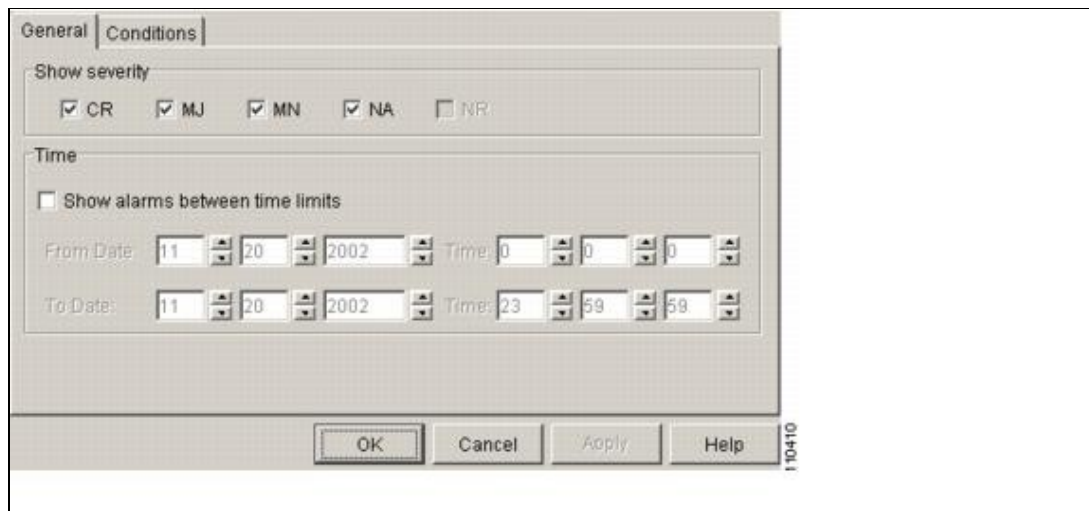 General Conditions
Show severity
CR MJ MN NA NR
Time
Show alarms between time limits
From Date: 11 20 2002 Time: 0 0 0
To Date: 11 20 2002 Time: 23 59 59
OK Cancel Apply Help
110410